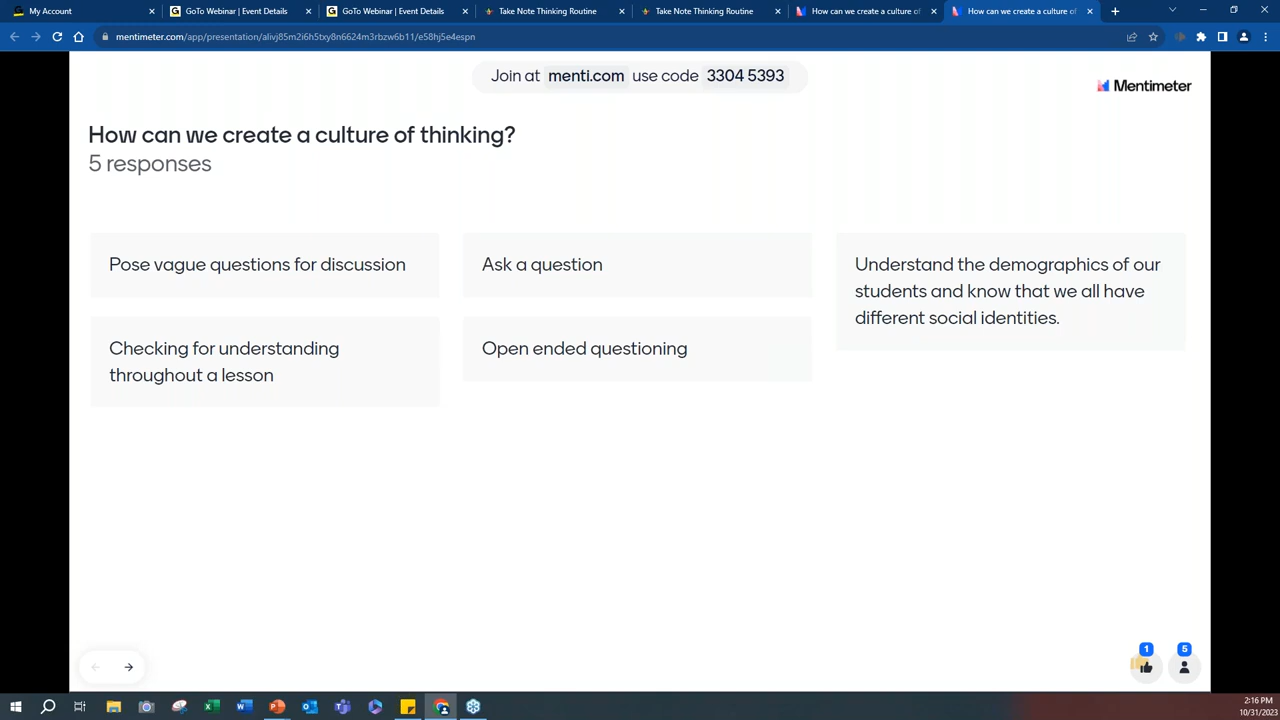 My Account
GoTo Webinar | Event Details
GoTo Webinar | Event Details
Take Note Thinking Routine
Take Note Thinking Routine
How can we create a culture of
How can we create a culture of
mentimeter.com/app/presentation/alivj85m2i6h5txy8n6624m3rbzw6b11/e58hj5e4espn
Join at menti.com use code 3304 5393
Mentimeter
How can we create a culture of thinking?
5 responses
Pose vague questions for discussion
Ask a question
Understand the demographics of our
students and know that we all have
different social identities.
Checking for understanding
throughout a lesson
Open ended questioning
1
5
2:16 PM
10/31/2023